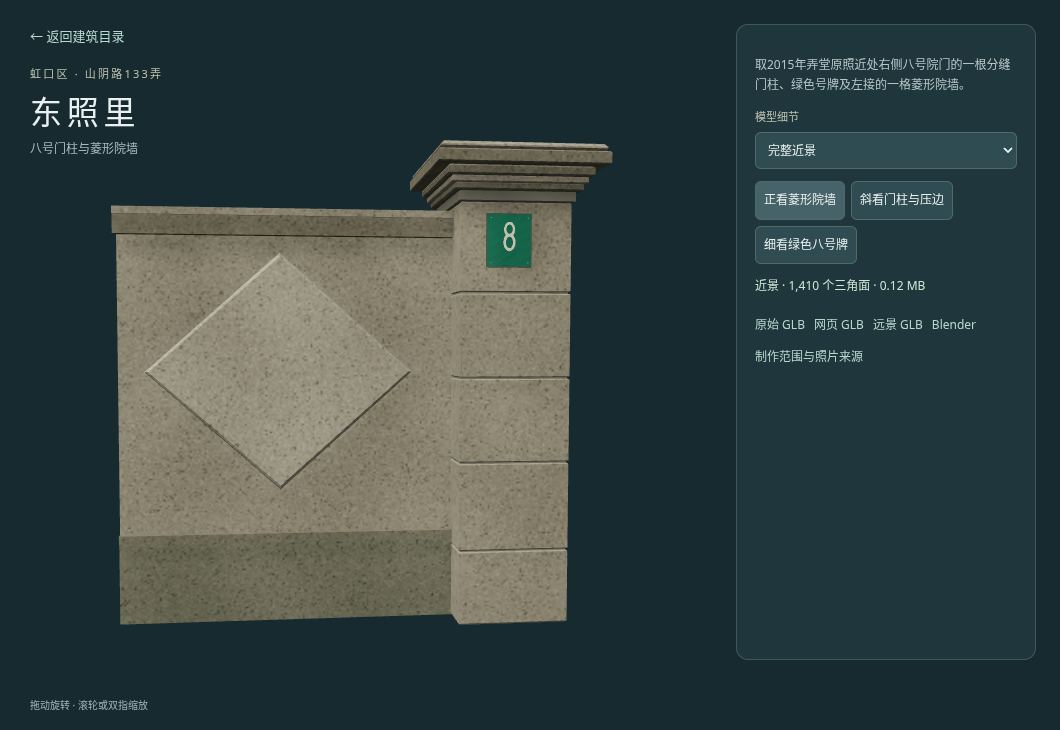 ← 返回建筑目录
虹口区 · 山阴路133弄
东照里
八号门柱与菱形院墙
8
取2015年弄堂原照近处右侧八号院门的一根分缝
门柱、绿色号牌及左接的一格菱形院墙。
模型细节
完整近景
正看菱形院墙 斜看门柱与压边
细看绿色八号牌
近景 · 1,410 个三角面 · 0.12 MB
原始 GLB 网页 GLB 远景 GLB Blender
制作范围与照片来源
拖动旋转 · 滚轮或双指缩放